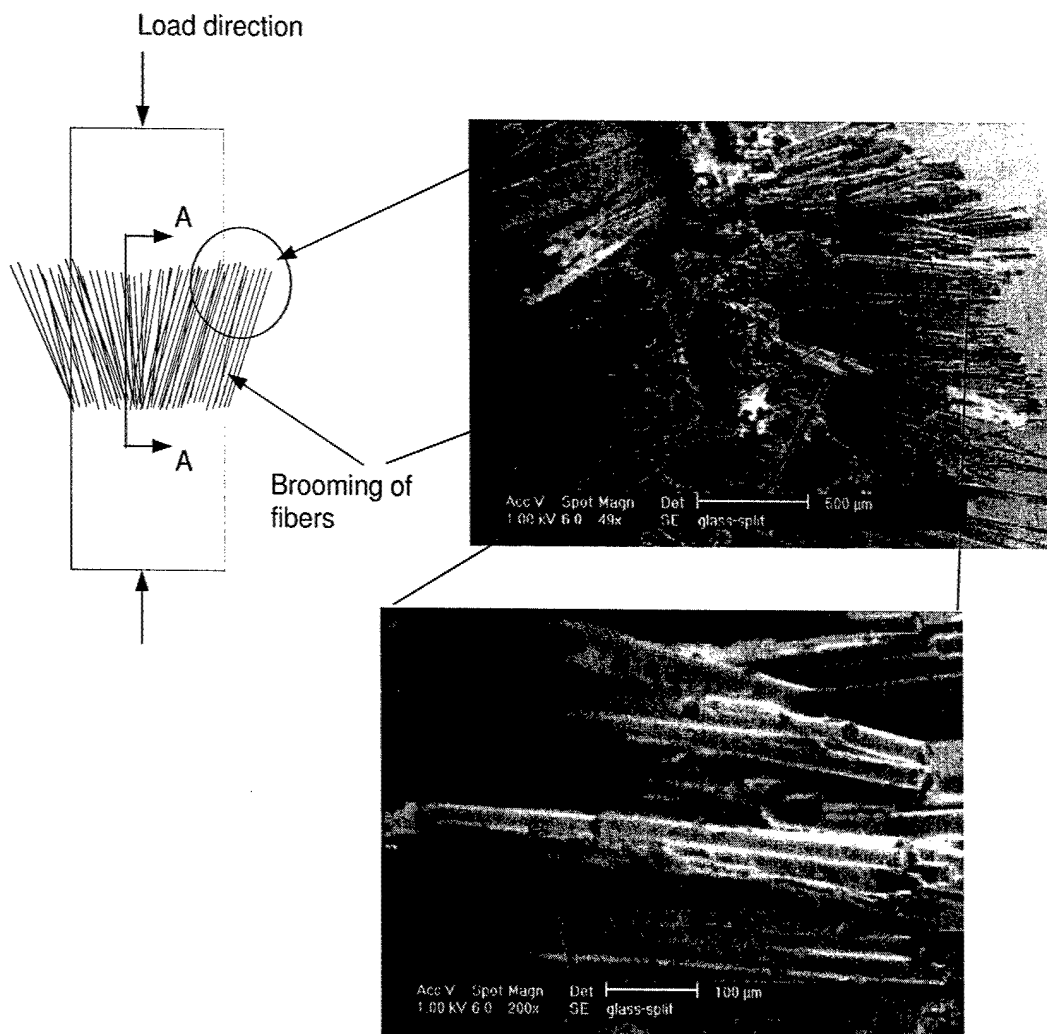 Load direction
A
A
Brooming of
fibers
Acc.V Spot Magn Det 500 µm
1.00 kV 6.0 49x SE glass-split
Acc.V Spot Magn Det 100 µm
1.00 kV 6.0 200x SE glass-split